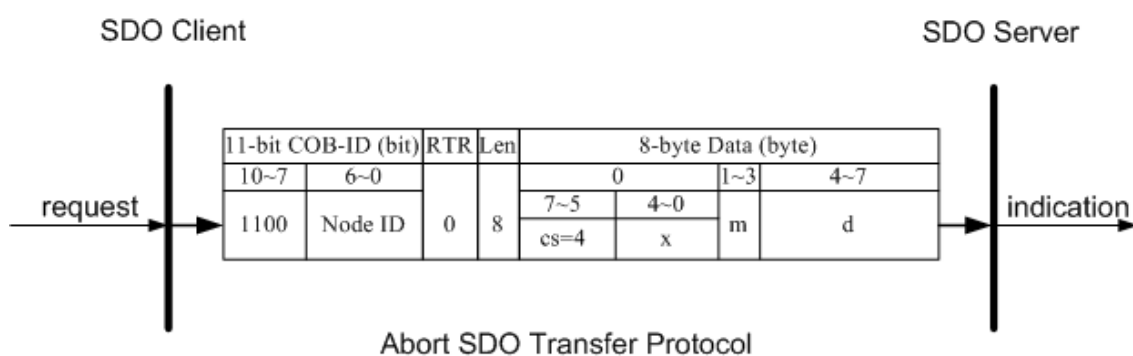 SDO Client
SDO Server
11-bit COB-ID (bit) RTR Len 8-byte Data (byte)
10~7 6~0 0 1~3 4~7
request 1100 Node ID 0 8 7~5 4~0 m d indication
cs=4 x
Abort SDO Transfer Protocol